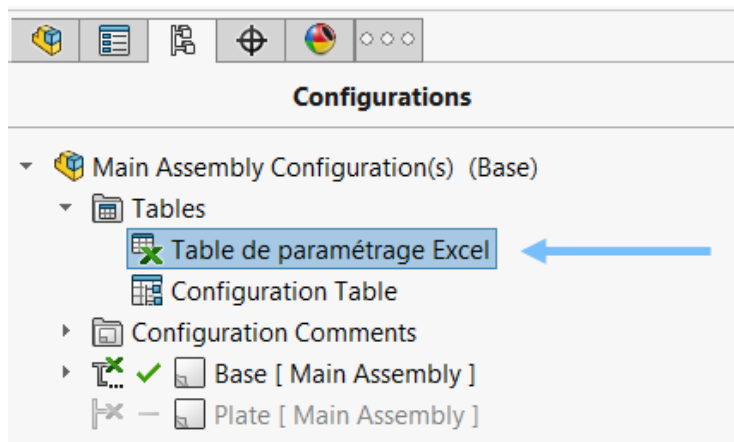 Configurations
Main Assembly Configuration(s) (Base)
Tables
Table de paramétrage Excel
Configuration Table
Configuration Comments
Base [ Main Assembly ]
Plate [ Main Assembly ]